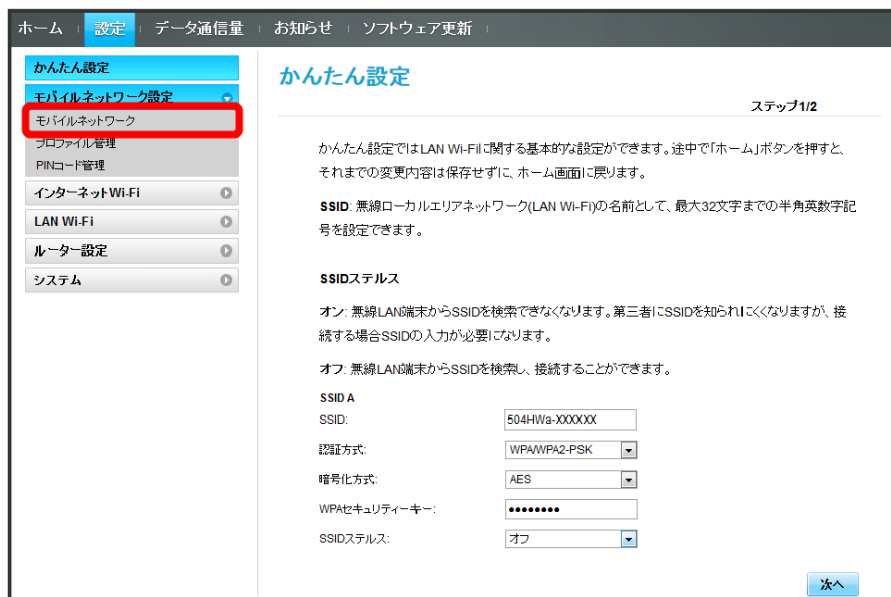 ホーム 設定 データ通信量 お知らせ ソフトウェア更新
かんたん設定
モバイルネットワーク設定
モバイルネットワーク
プロファイル管理
PINコード管理
インターネットWi-Fi
LAN Wi-Fi
ルーター設定
システム
かんたん設定
ステップ1/2
かんたん設定ではLAN Wi-Fiに関する基本的な設定ができます。途中で「ホーム」ボタンを押すと、
それまでの変更内容は保存せずに、ホーム画面に戻ります。
SSID: 無線ローカルエリアネットワーク(LAN Wi-Fi)の名前として、最大32文字までの半角英数字記
号を設定できます。
SSIDステルス
オン: 無線LAN端末からSSIDを検索できなくなります。第三者にSSIDを知られにくくなりますが、接
続する場合SSIDの入力が必要になります。
オフ: 無線LAN端末からSSIDを検索し、接続することができます。
SSID A
SSID: 504HWa-XXXXXX
認証方式: WPA/WPA2-PSK
暗号化方式: AES
WPAセキュリティーキー: ••••••••
SSIDステルス: オフ
次へ